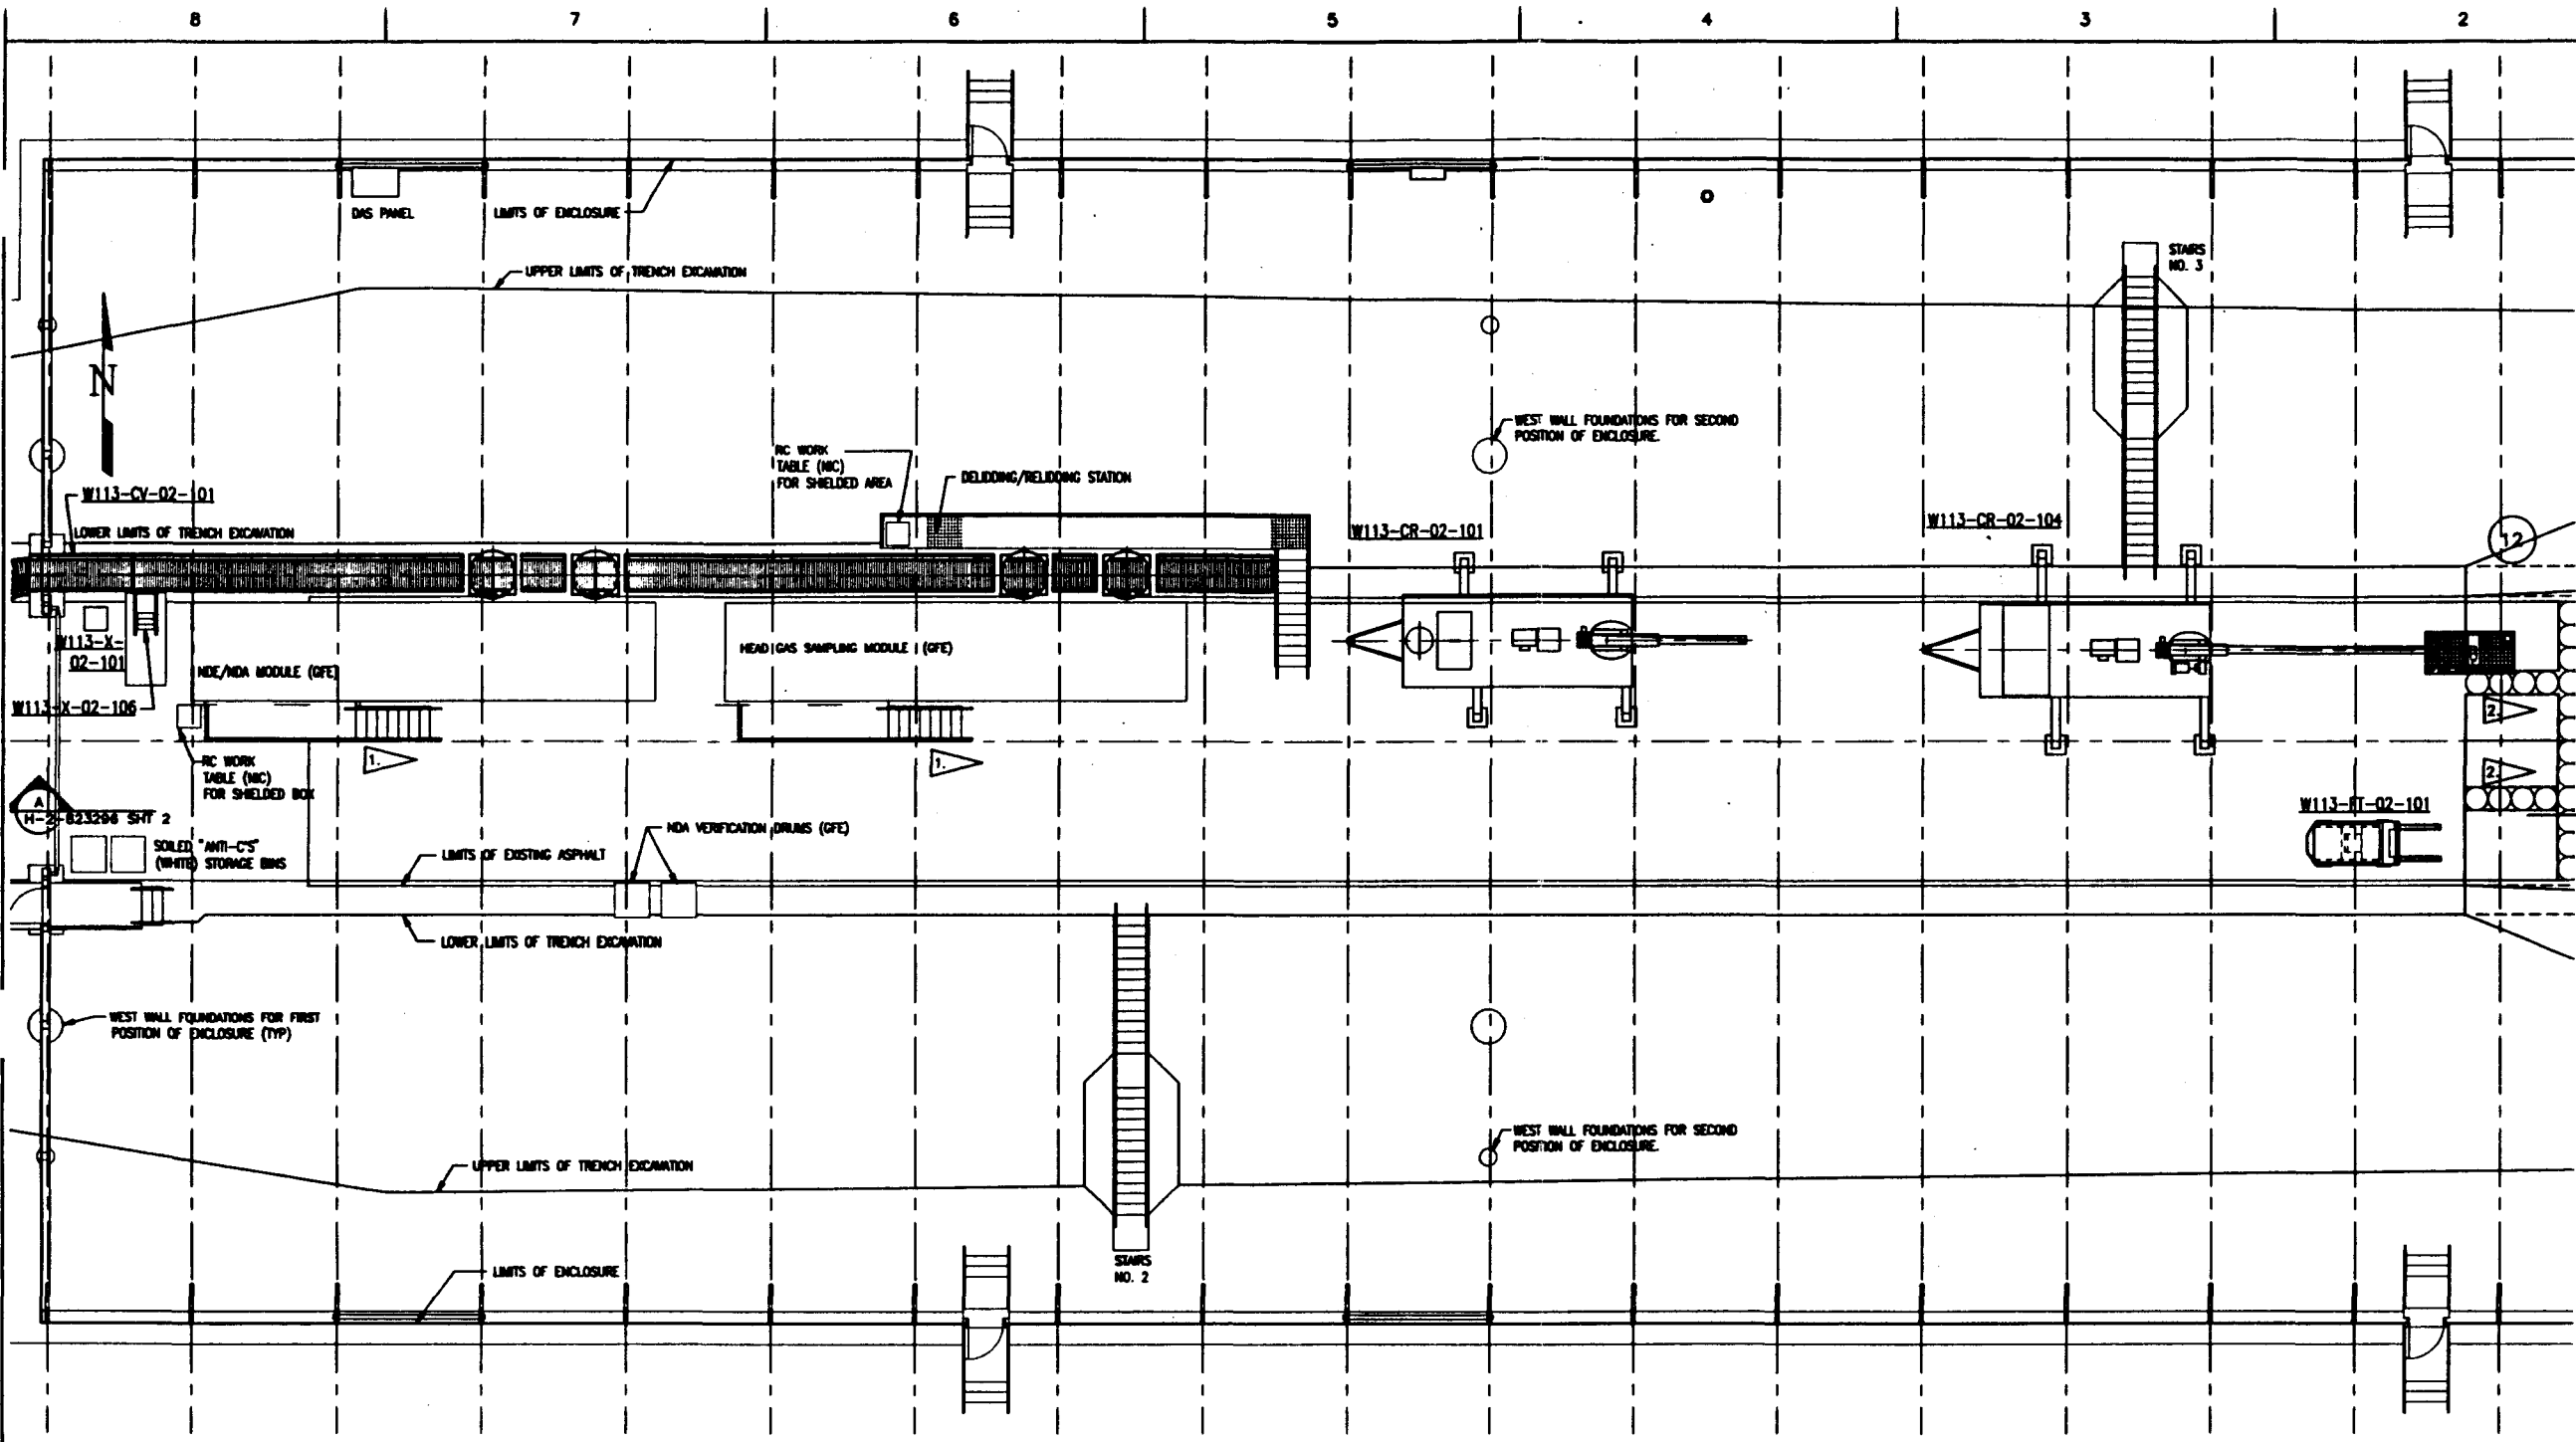 8 7 6 5 4 3 2
DAS PANEL
LIMITS OF ENCLOSURE
STAIRS
NO. 3
UPPER LIMITS OF TRENCH EXCAVATION
N
WEST WALL FOUNDATIONS FOR SECOND
POSITION OF ENCLOSURE.
RC WORK
TABLE (NIC)
FOR SHIELDED AREA
DELIDDING/RELIDDING STATION
W113-CV-02-101
LOWER LIMITS OF TRENCH EXCAVATION
W113-CR-02-101
W113-CR-02-104
12
W113-X-
02-101
NDE/NDA MODULE (GFE)
HEAD GAS SAMPLING MODULE (GFE)
W113-X-02-106
2.
1.
1.
RC WORK
TABLE (NIC)
FOR SHIELDED BOX
2.
A
H-2-823296 SHT 2
W113-FT-02-101
NDA VERIFICATION DRUMS (GFE)
SOILED "ANTI-C'S"
(WHITE) STORAGE BINS
LIMITS OF EXISTING ASPHALT
LOWER LIMITS OF TRENCH EXCAVATION
WEST WALL FOUNDATIONS FOR FIRST
POSITION OF ENCLOSURE (TYP)
WEST WALL FOUNDATIONS FOR SECOND
POSITION OF ENCLOSURE.
UPPER LIMITS OF TRENCH EXCAVATION
STAIRS
NO. 2
LIMITS OF ENCLOSURE